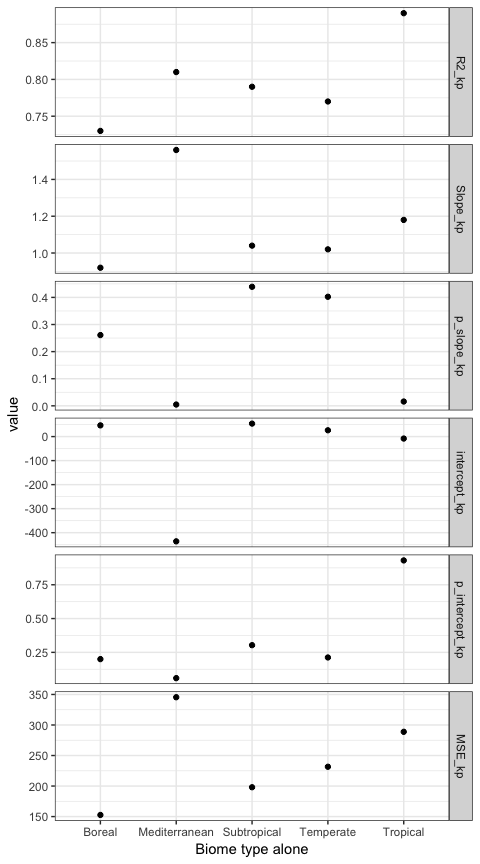 0.85
0.80
0.75
R2_kp
1.4
1.2
1.0
Slope_kp
0.4
0.3
0.2
0.1
0.0
p_slope_kp
0
-100
-200
-300
-400
intercept_kp
0.75
0.50
0.25
p_intercept_kp
350
300
250
200
150
MSE_kp
value
Boreal Mediterranean Subtropical Temperate Tropical
Biome type alone